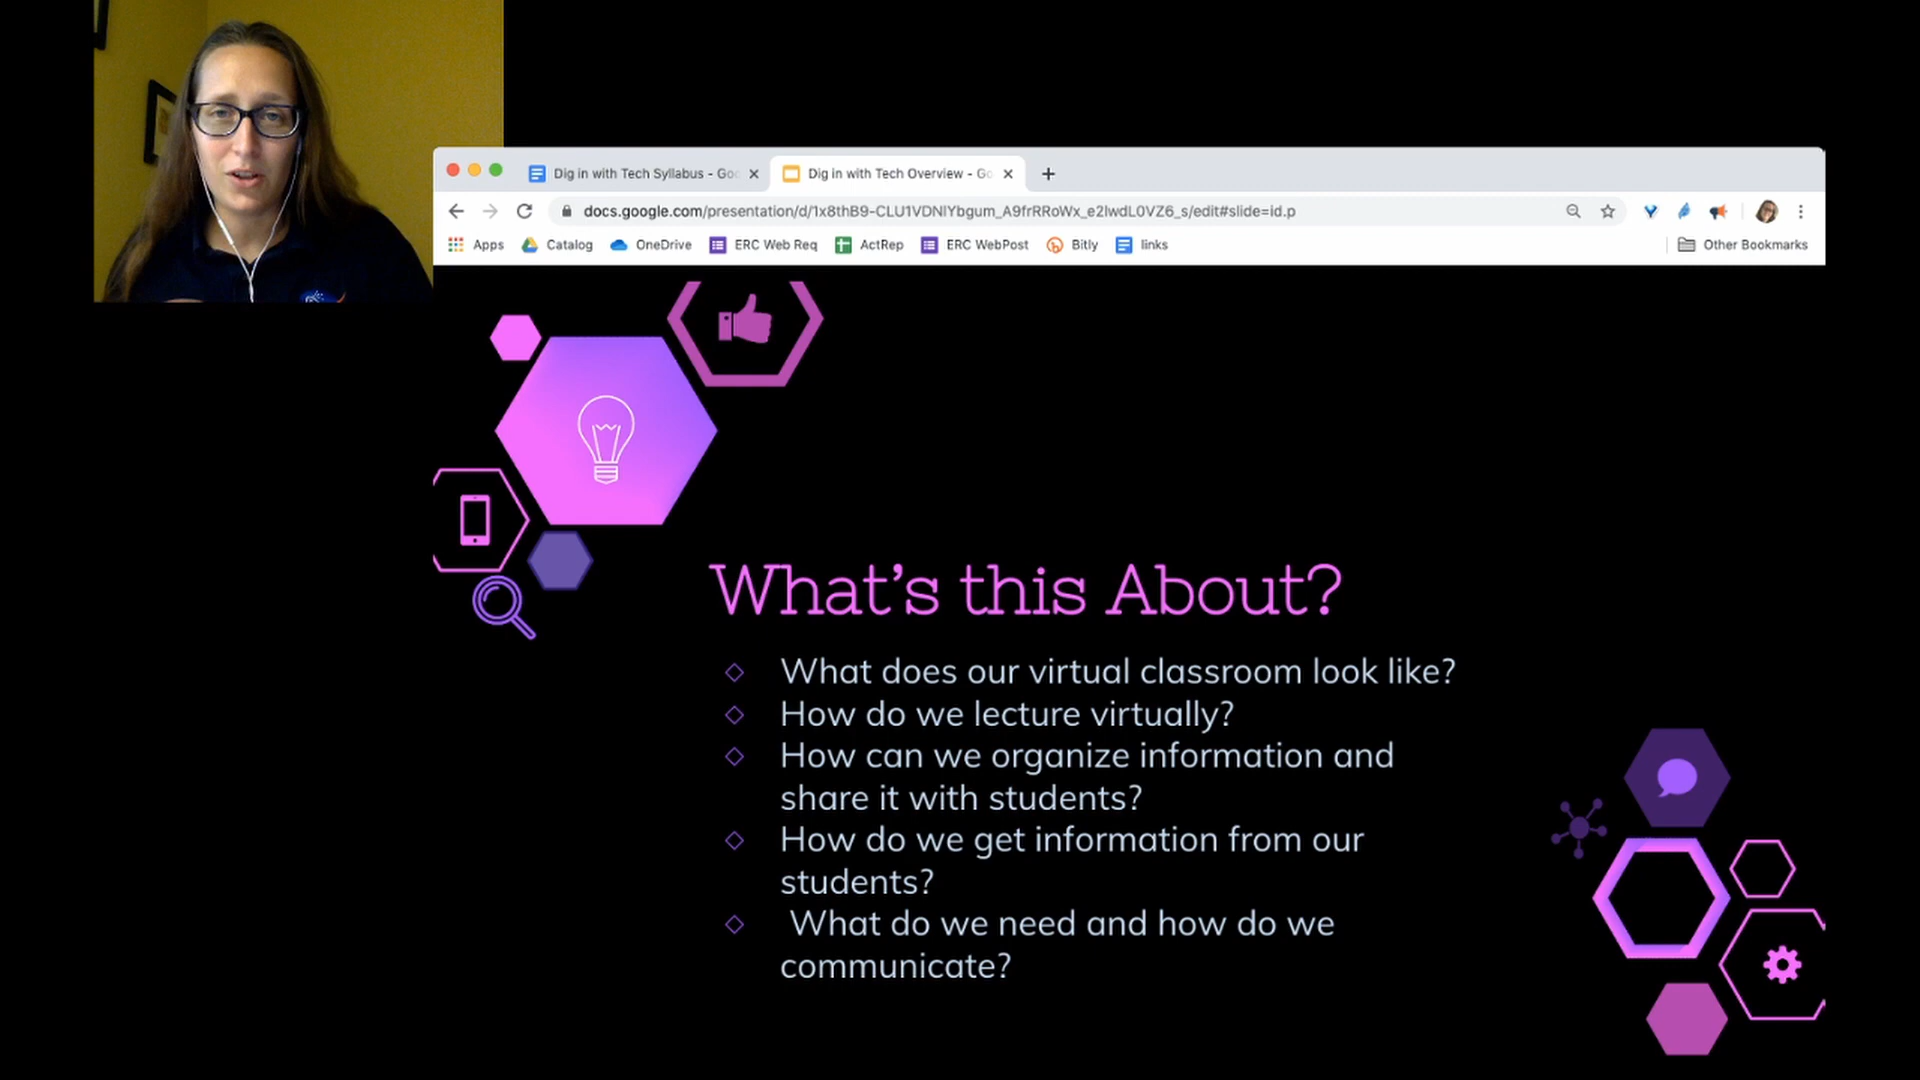 Dig in with Tech Syllabus - Goo
Dig in with Tech Overview - Go
docs.google.com/presentation/d/1x8thB9-CLU1VDNIYbgum_A9frRRoWx_e2lwdL0VZ6_s/edit#slide=id.p
Apps Catalog OneDrive ERC Web Req ActRep ERC WebPost Bitly links Other Bookmarks
What's this About?
What does our virtual classroom look like?
How do we lecture virtually?
How can we organize information and
share it with students?
How do we get information from our
students?
What do we need and how do we
communicate?